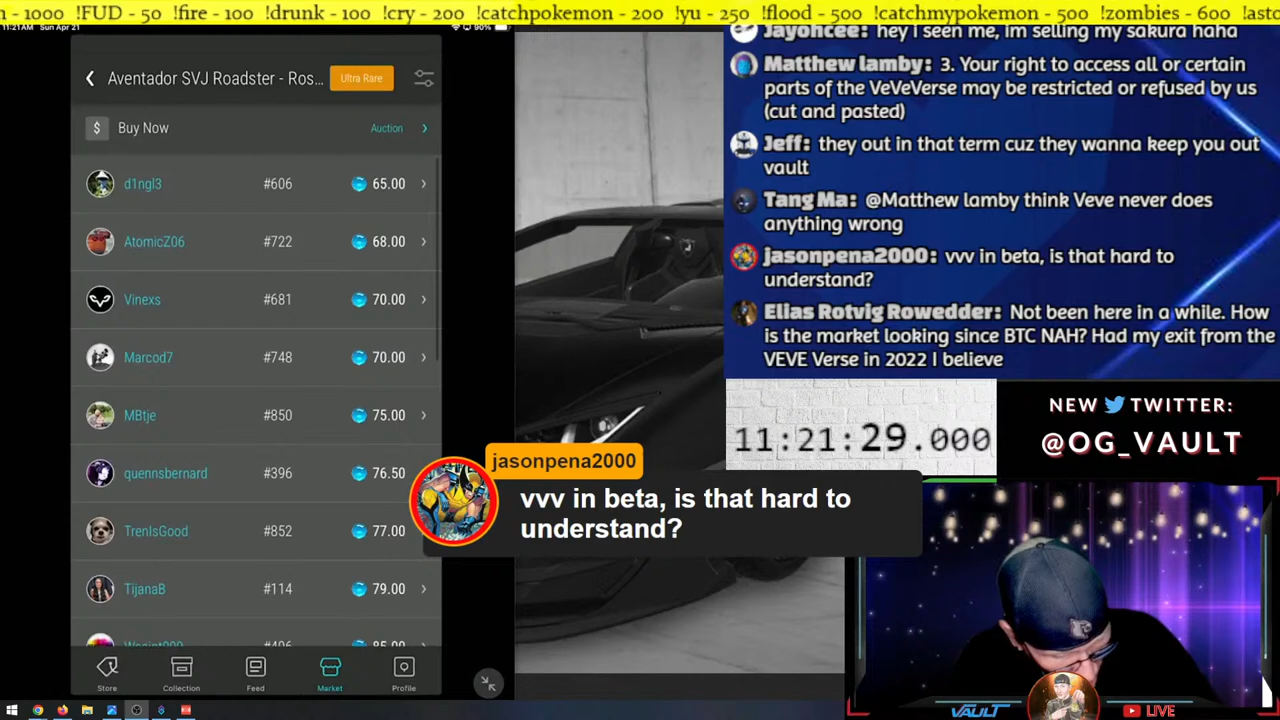 - 1000 !FUD - 50 !fire - 100 !drunk - 100 !cry - 200 !catchpokemon - 200 !yu - 250 !flood - 500 !catchmypokemon - 500 !zombies - 600 !asto
11:21AM Sun Apr 21
90%
Aventador SVJ Roadster - Ros...
Ultra Rare
$ Buy Now
Auction
d1ngl3 #606 65.00
AtomicZ06 #722 68.00
Vinexs #681 70.00
Marcod7 #748 70.00
MBtje #850 75.00
quennsbernard #396 76.50
TrenIsGood #852 77.00
TijanaB #114 79.00
Store
Collection
Feed
Market
Profile
Jayohcee: hey I seen me, im selling my sakura haha
Matthew lamby: 3. Your right to access all or certain
parts of the VeVeVerse may be restricted or refused by us
(cut and pasted)
Jeff: they out in that term cuz they wanna keep you out
vault
Tang Ma: @Matthew lamby think Veve never does
anything wrong
jasonpena2000: vvv in beta, is that hard to
understand?
Elias Rotvig Rowedder: Not been here in a while. How
is the market looking since BTC NAH? Had my exit from the
VEVE Verse in 2022 I believe
11:21:29.000
NEW TWITTER:
@OG_VAULT
jasonpena2000
vvv in beta, is that hard to
understand?
VAULT
LIVE